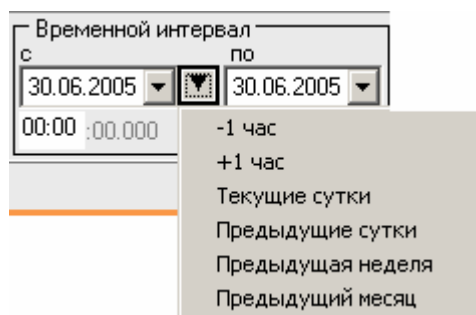 Временной интервал
с по
30.06.2005 30.06.2005
00:00 :00.000
-1 час
+1 час
Текущие сутки
Предыдущие сутки
Предыдущая неделя
Предыдущий месяц